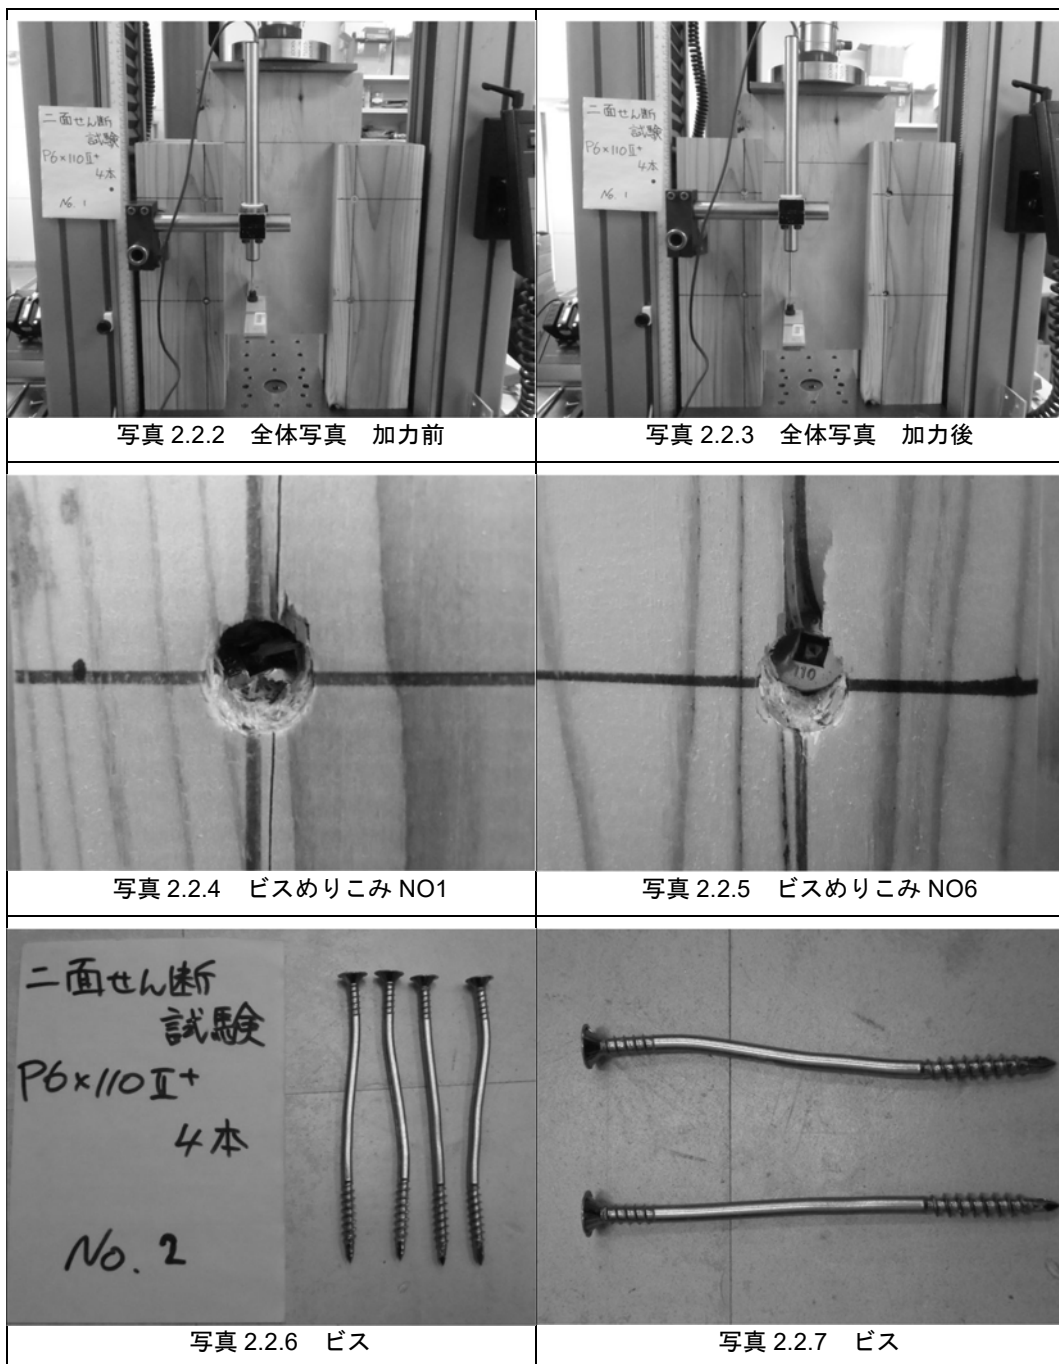 二面せん断
試験
P6×110Ⅱ+
4本
No. 1
二面せん断
試験
P6×110Ⅱ+
4本
No. 1
写真 2.2.2 全体写真 加力前
写真 2.2.3 全体写真 加力後
110
写真 2.2.4 ビスめりこみ NO1
写真 2.2.5 ビスめりこみ NO6
二面せん断
試験
P6×110Ⅱ+
4本
No. 2
写真 2.2.6 ビス
写真 2.2.7 ビス